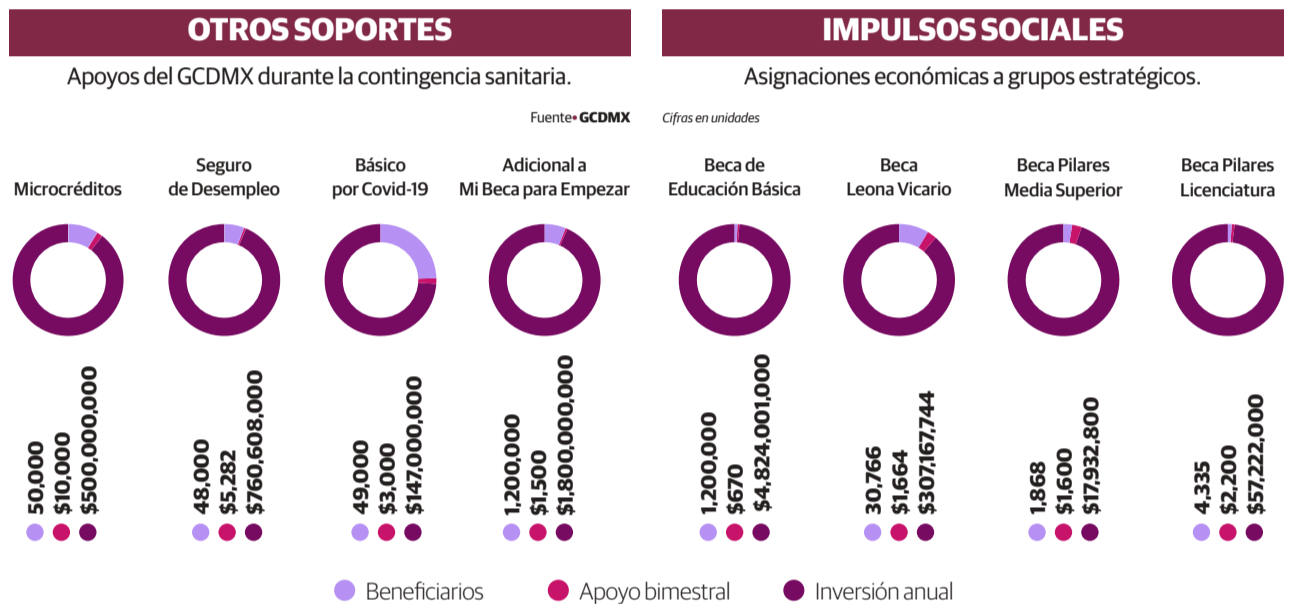 OTROS SOPORTES
Apoyos del GCDMX durante la contingencia sanitaria.
Fuente• GCDMX
Microcréditos
Seguro
de Desempleo
Básico
por Covid-19
Adicional a
Mi Beca para Empezar
50,000
$10,000
$500,000,000
48,000
$5,282
$760,608,000
49,000
$3,000
$147,000,000
1,200,000
$1,500
$1,800,000,000
IMPULSOS SOCIALES
Asignaciones económicas a grupos estratégicos.
Cifras en unidades
Beca de
Educación Básica
Beca
Leona Vicario
Beca Pilares
Media Superior
Beca Pilares
Licenciatura
1,200,000
$670
$4,824,001,000
30,766
$1,664
$307,167,744
1,868
$1,600
$17,932,800
4,335
$2,200
$57,222,000
Beneficiarios
Apoyo bimestral
Inversión anual